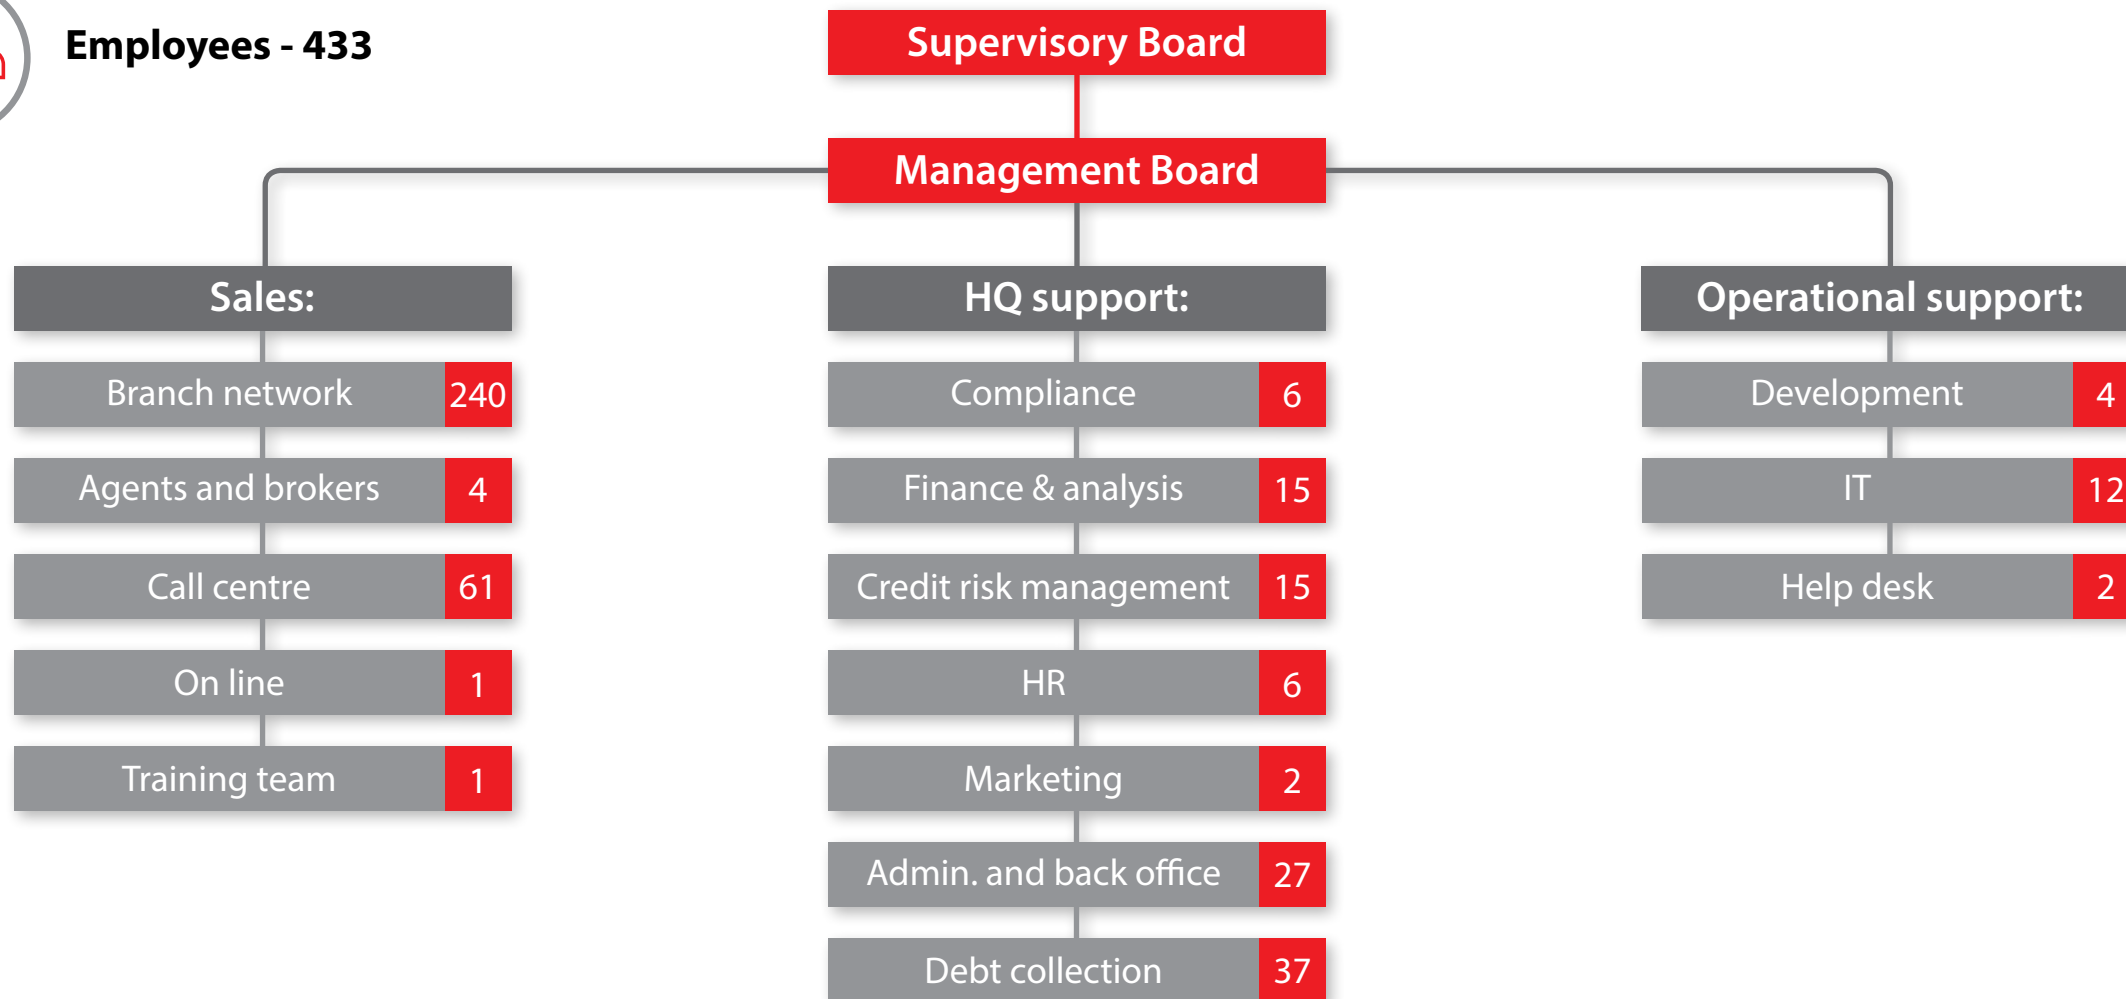 Employees - 433
Supervisory Board
Management Board
Sales:
Branch network 240
Agents and brokers 4
Call centre 61
On line 1
Training team 1
HQ support:
Compliance 6
Finance & analysis 15
Credit risk management 15
HR 6
Marketing 2
Admin. and back office 27
Debt collection 37
Operational support:
Development 4
IT 12
Help desk 2